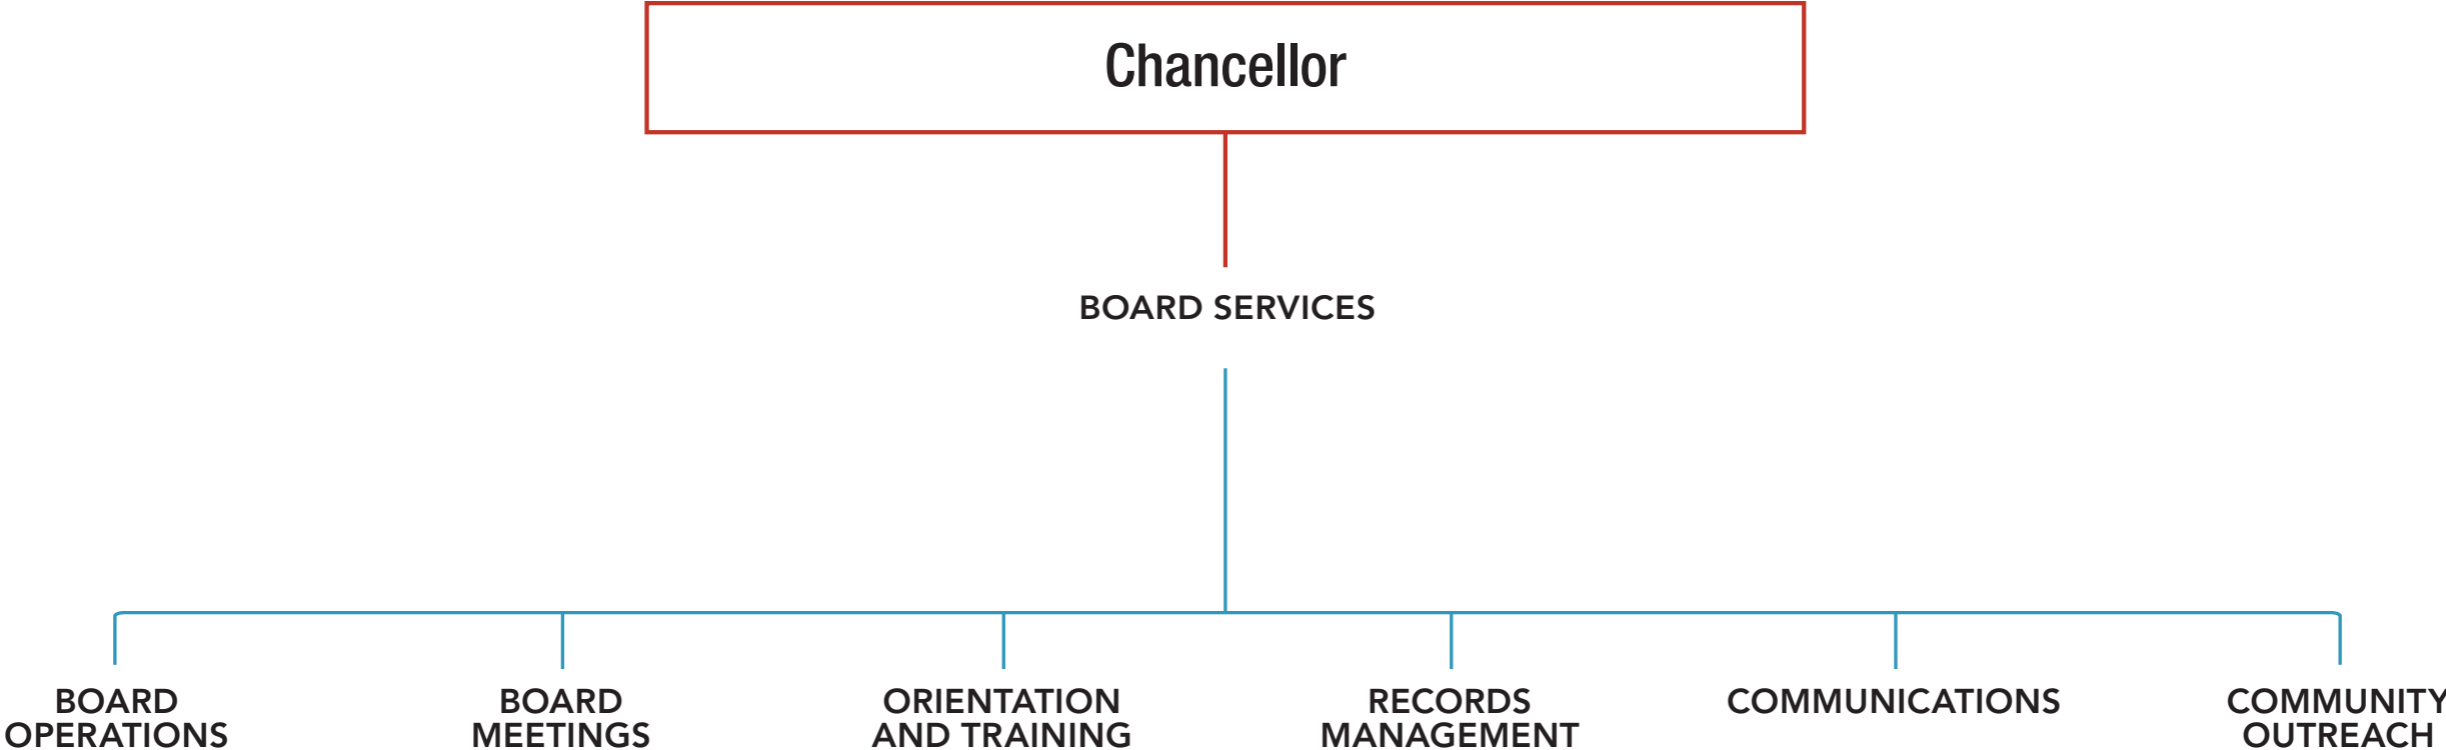 Chancellor
BOARD SERVICES
BOARD
OPERATIONS
BOARD
MEETINGS
ORIENTATION
AND TRAINING
RECORDS
MANAGEMENT
COMMUNICATIONS
COMMUNITY
OUTREACH